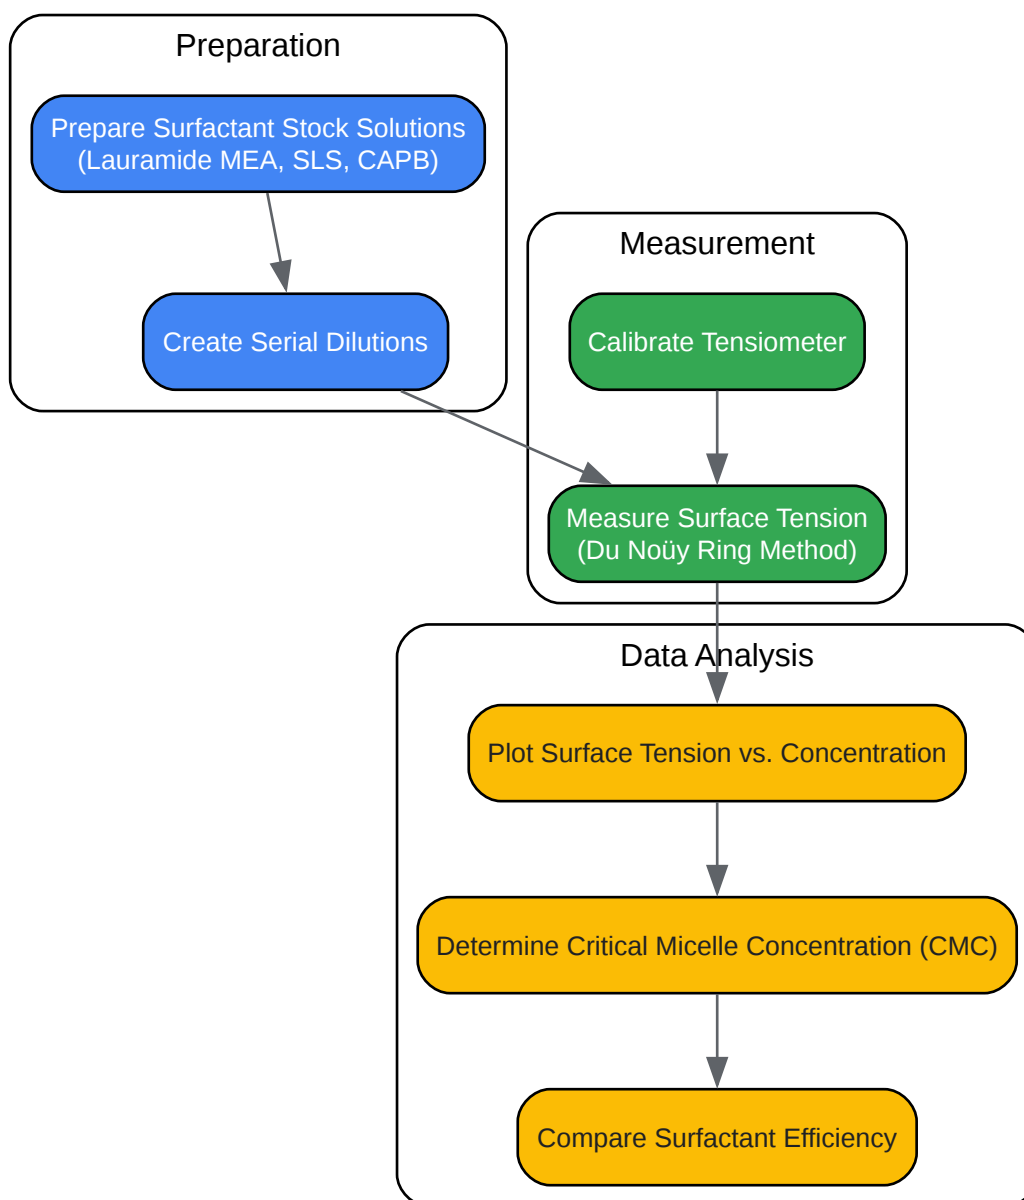 Preparation
Prepare Surfactant Stock Solutions
(Lauramide MEA, SLS, CAPB)
Create Serial Dilutions
Measurement
Calibrate Tensiometer
Measure Surface Tension
(Du Noüy Ring Method)
Data Analysis
Plot Surface Tension vs. Concentration
Determine Critical Micelle Concentration (CMC)
Compare Surfactant Efficiency